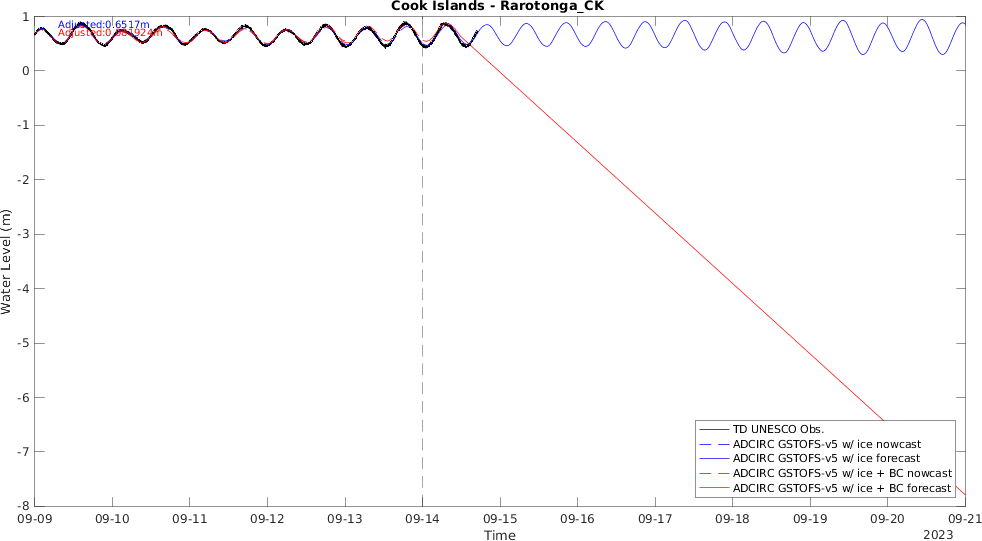 Cook Islands - Rarotonga_CK
Adjusted:0.6517m
1
0
-1
-2
-3
-4
-5
-6
-7
-8
Water Level (m)
TD UNESCO Obs.
ADCIRC GSTOFS-v5 w/ ice nowcast
ADCIRC GSTOFS-v5 w/ ice forecast
ADCIRC GSTOFS-v5 w/ ice + BC nowcast
ADCIRC GSTOFS-v5 w/ ice + BC forecast
09-09 09-10 09-11 09-12 09-13 09-14 09-15 09-16 09-17 09-18 09-19 09-20 09-21
Time
2023